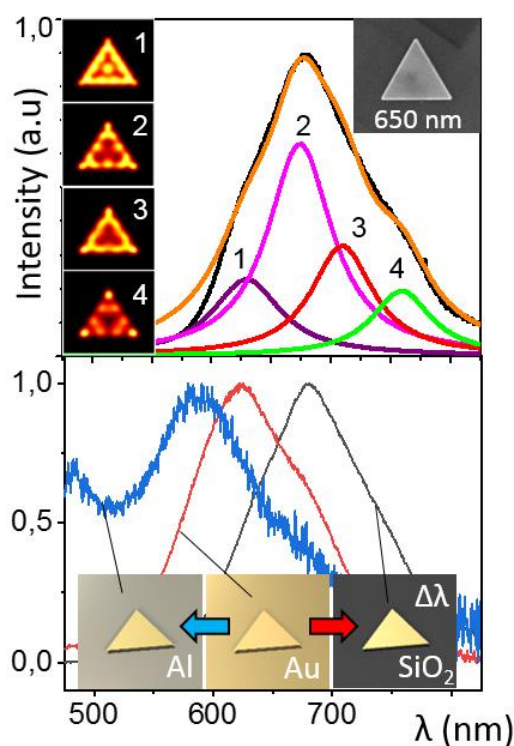 1,0
Intensity (a.u)
1
2
3
4
650 nm
1
2
3
4
1,0
0,5
0,0
Al
Au
Δλ
SiO₂
500
600
700
λ (nm)